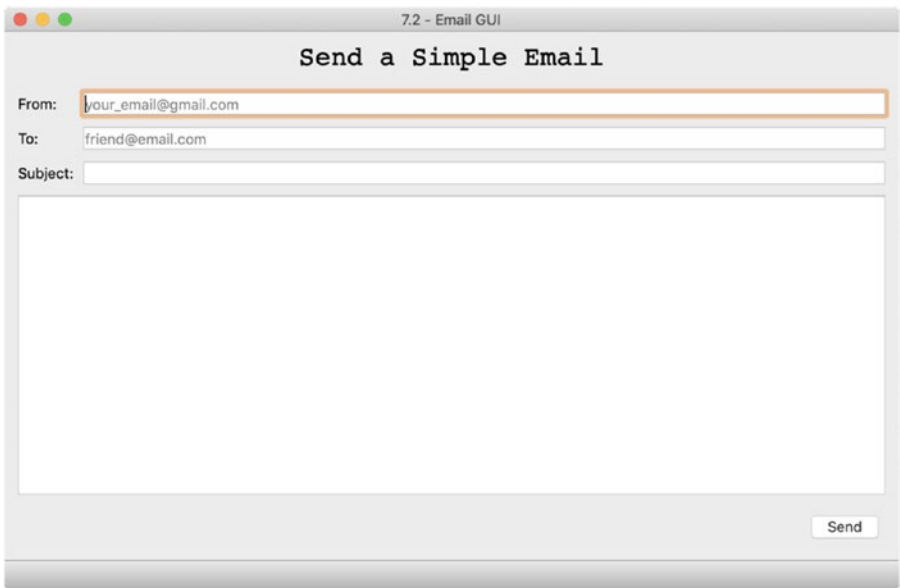 7.2 - Email GUI
Send a Simple Email
From: your_email@gmail.com
To: friend@email.com
Subject:
Send